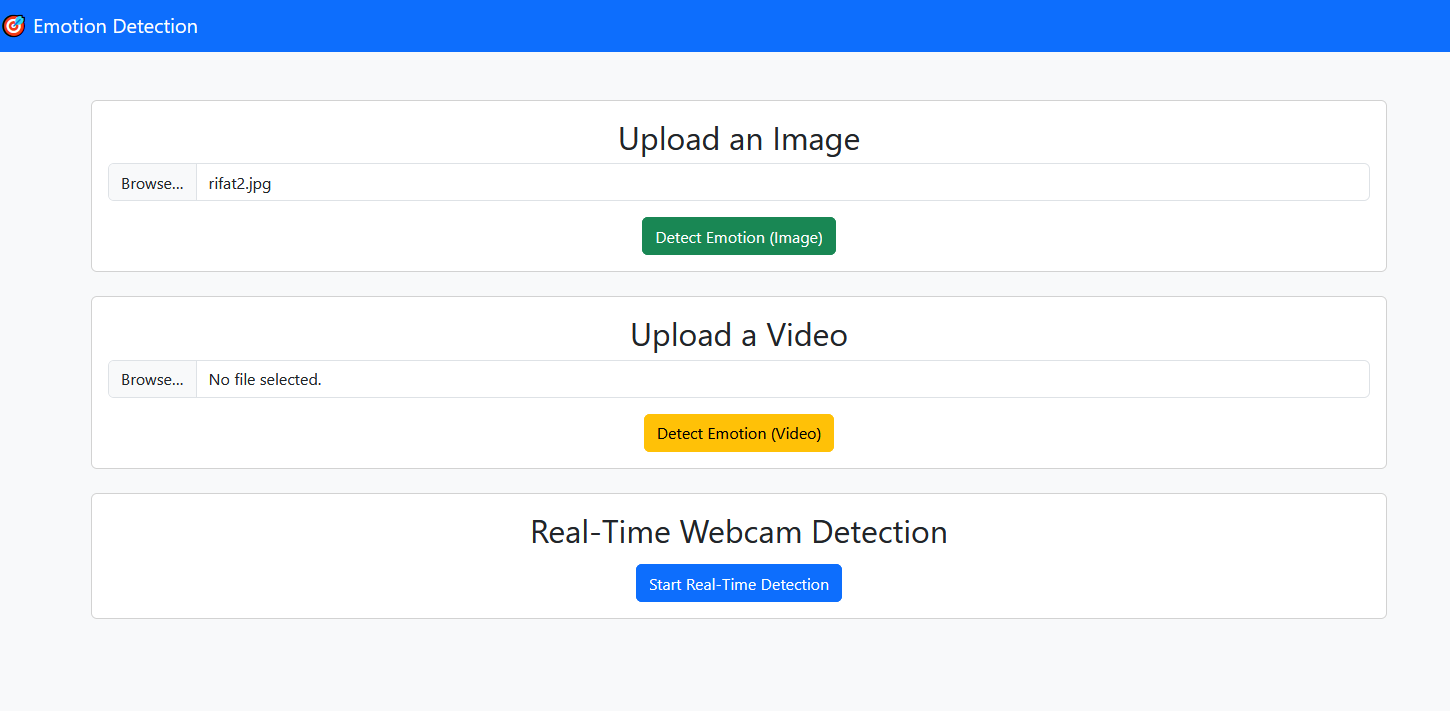 Emotion Detection
Upload an Image
Browse... rifat2.jpg
Detect Emotion (Image)
Upload a Video
Browse... No file selected.
Detect Emotion (Video)
Real-Time Webcam Detection
Start Real-Time Detection